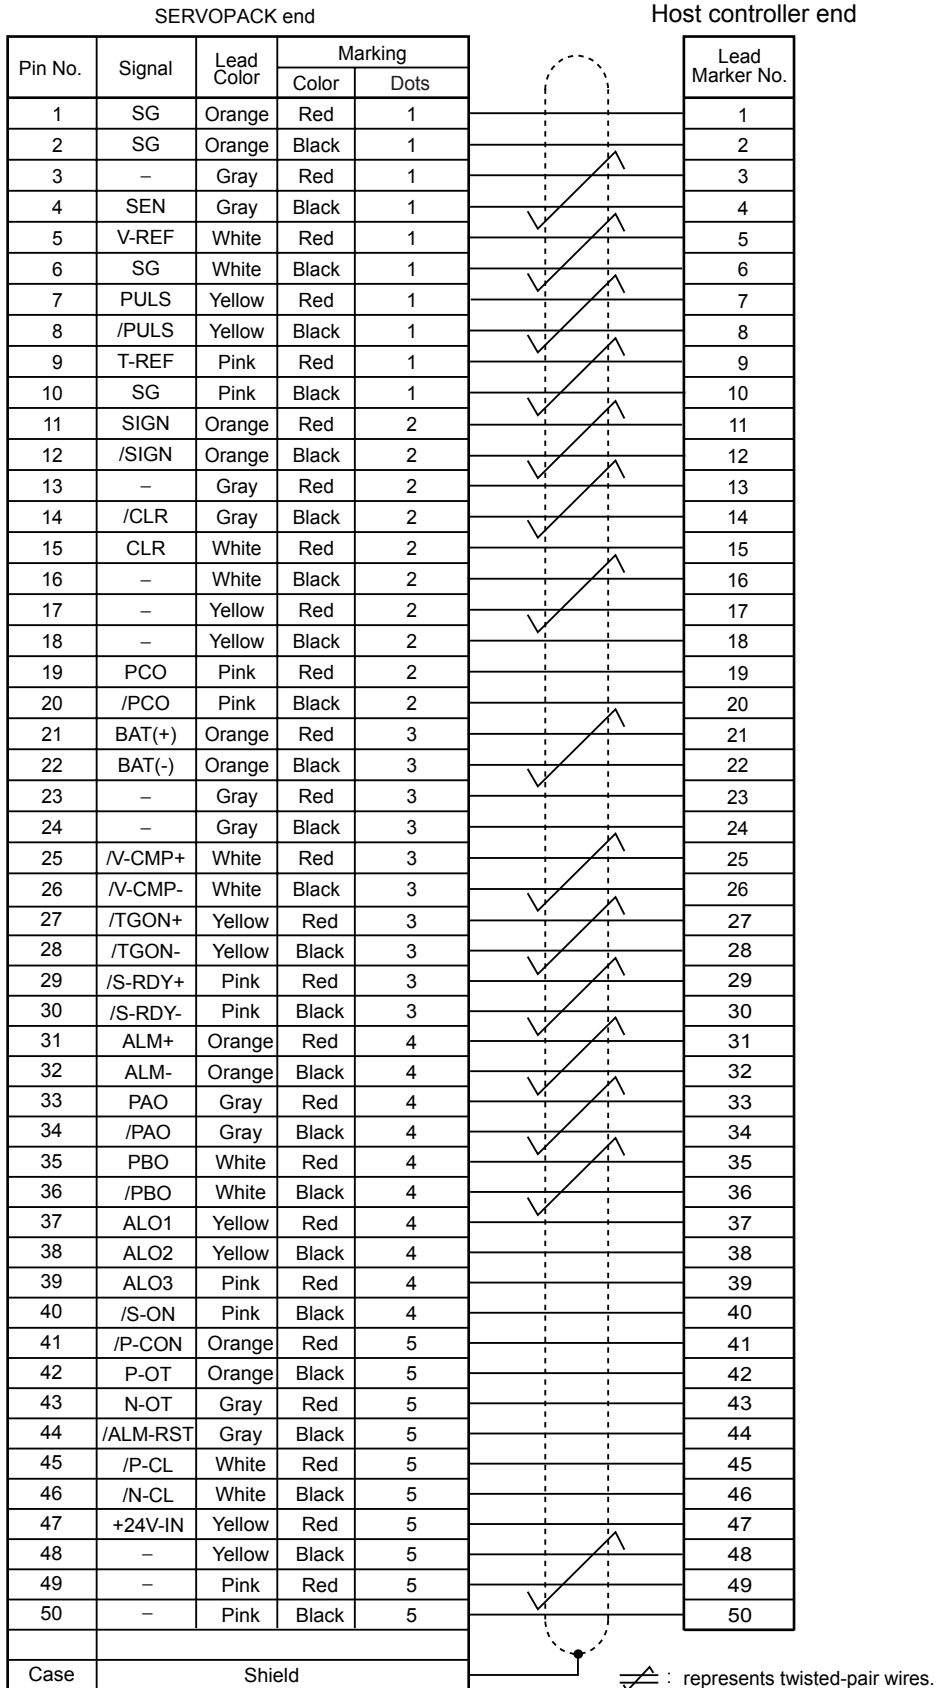 SERVOPACK end
Host controller end
Pin No. Signal Lead Color Marking Lead Marker No.
Color Dots
1 SG Orange Red 1 1
2 SG Orange Black 1 2
3 – Gray Red 1 3
4 SEN Gray Black 1 4
5 V-REF White Red 1 5
6 SG White Black 1 6
7 PULS Yellow Red 1 7
8 /PULS Yellow Black 1 8
9 T-REF Pink Red 1 9
10 SG Pink Black 1 10
11 SIGN Orange Red 2 11
12 /SIGN Orange Black 2 12
13 – Gray Red 2 13
14 /CLR Gray Black 2 14
15 CLR White Red 2 15
16 – White Black 2 16
17 – Yellow Red 2 17
18 – Yellow Black 2 18
19 PCO Pink Red 2 19
20 /PCO Pink Black 2 20
21 BAT(+) Orange Red 3 21
22 BAT(-) Orange Black 3 22
23 – Gray Red 3 23
24 – Gray Black 3 24
25 /V-CMP+ White Red 3 25
26 /V-CMP- White Black 3 26
27 /TGON+ Yellow Red 3 27
28 /TGON- Yellow Black 3 28
29 /S-RDY+ Pink Red 3 29
30 /S-RDY- Pink Black 3 30
31 ALM+ Orange Red 4 31
32 ALM- Orange Black 4 32
33 PAO Gray Red 4 33
34 /PAO Gray Black 4 34
35 PBO White Red 4 35
36 /PBO White Black 4 36
37 ALO1 Yellow Red 4 37
38 ALO2 Yellow Black 4 38
39 ALO3 Pink Red 4 39
40 /S-ON Pink Black 4 40
41 /P-CON Orange Red 5 41
42 P-OT Orange Black 5 42
43 N-OT Gray Red 5 43
44 /ALM-RST Gray Black 5 44
45 /P-CL White Red 5 45
46 /N-CL White Black 5 46
47 +24V-IN Yellow Red 5 47
48 – Yellow Black 5 48
49 – Pink Red 5 49
50 – Pink Black 5 50
Case Shield
: represents twisted-pair wires.